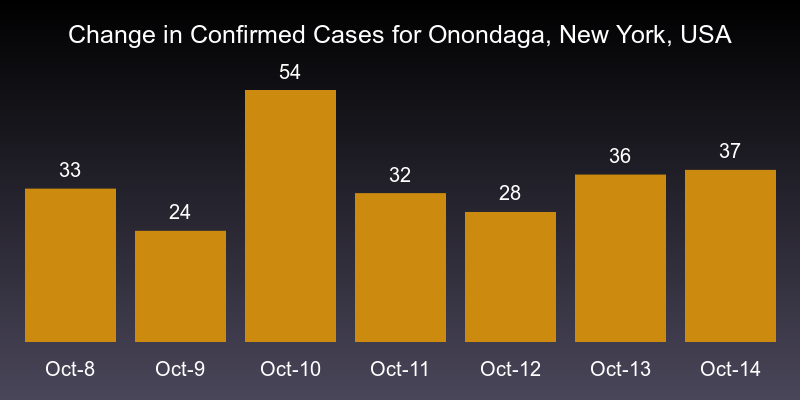 Change in Confirmed Cases for Onondaga, New York, USA
33 24 54 32 28 36 37
Oct-8 Oct-9 Oct-10 Oct-11 Oct-12 Oct-13 Oct-14